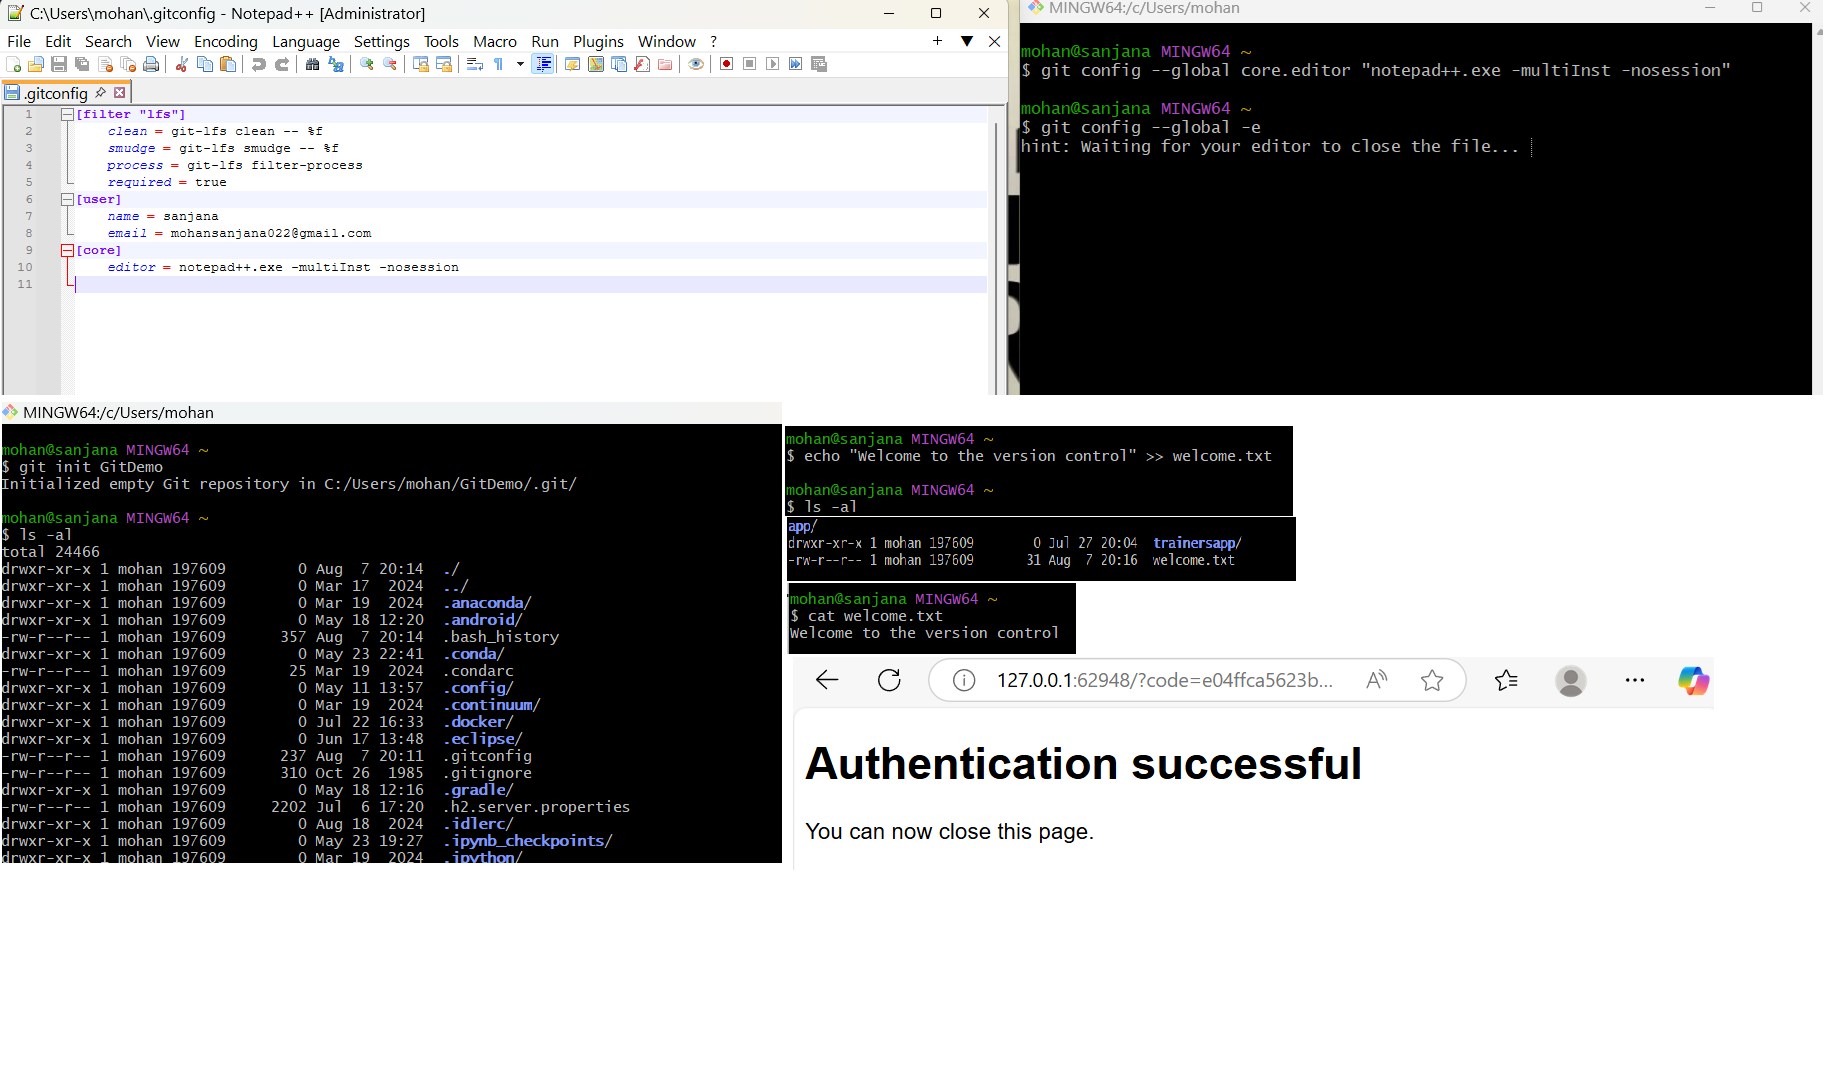 C:\Users\mohan\.gitconfig - Notepad++ [Administrator]
File Edit Search View Encoding Language Settings Tools Macro Run Plugins Window ?
.gitconfig
1 [filter "lfs"]
2 clean = git-lfs clean -- %f
3 smudge = git-lfs smudge -- %f
4 process = git-lfs filter-process
5 required = true
6 [user]
7 name = sanjana
8 email = mohansanjana022@gmail.com
9 [core]
10 editor = notepad++.exe -multiInst -nosession
11
MINGW64:/c/Users/mohan
mohan@sanjana MINGW64 ~
$ git config --global core.editor "notepad++.exe -multiInst -nosession"
mohan@sanjana MINGW64 ~
$ git config --global -e
hint: Waiting for your editor to close the file...
MINGW64:/c/Users/mohan
mohan@sanjana MINGW64 ~
$ git init GitDemo
Initialized empty Git repository in C:/Users/mohan/GitDemo/.git/
mohan@sanjana MINGW64 ~
$ ls -al
total 24466
drwxr-xr-x 1 mohan 197609 0 Aug 7 20:14 ./
drwxr-xr-x 1 mohan 197609 0 Mar 17 2024 ../
drwxr-xr-x 1 mohan 197609 0 Mar 19 2024 .anaconda/
drwxr-xr-x 1 mohan 197609 0 May 18 12:20 .android/
-rw-r--r-- 1 mohan 197609 357 Aug 7 20:14 .bash_history
drwxr-xr-x 1 mohan 197609 0 May 23 22:41 .conda/
-rw-r--r-- 1 mohan 197609 25 Mar 19 2024 .condarc
drwxr-xr-x 1 mohan 197609 0 May 11 13:57 .config/
drwxr-xr-x 1 mohan 197609 0 Mar 19 2024 .continuum/
drwxr-xr-x 1 mohan 197609 0 Jul 22 16:33 .docker/
drwxr-xr-x 1 mohan 197609 0 Jun 17 13:48 .eclipse/
-rw-r--r-- 1 mohan 197609 237 Aug 7 20:11 .gitconfig
-rw-r--r-- 1 mohan 197609 310 Oct 26 1985 .gitignore
drwxr-xr-x 1 mohan 197609 0 May 18 12:16 .gradle/
-rw-r--r-- 1 mohan 197609 2202 Jul 6 17:20 .h2.server.properties
drwxr-xr-x 1 mohan 197609 0 Aug 18 2024 .idlerc/
drwxr-xr-x 1 mohan 197609 0 May 23 19:27 .ipynb_checkpoints/
drwxr-xr-x 1 mohan 197609 0 Mar 19 2024 .ipython/
mohan@sanjana MINGW64 ~
$ echo "Welcome to the version control" >> welcome.txt
mohan@sanjana MINGW64 ~
$ ls -al
app/
drwxr-xr-x 1 mohan 197609 0 Jul 27 20:04 trainersapp/
-rw-r--r-- 1 mohan 197609 31 Aug 7 20:16 welcome.txt
mohan@sanjana MINGW64 ~
$ cat welcome.txt
Welcome to the version control
127.0.0.1:62948/?code=e04ffca5623b...
Authentication successful
You can now close this page.